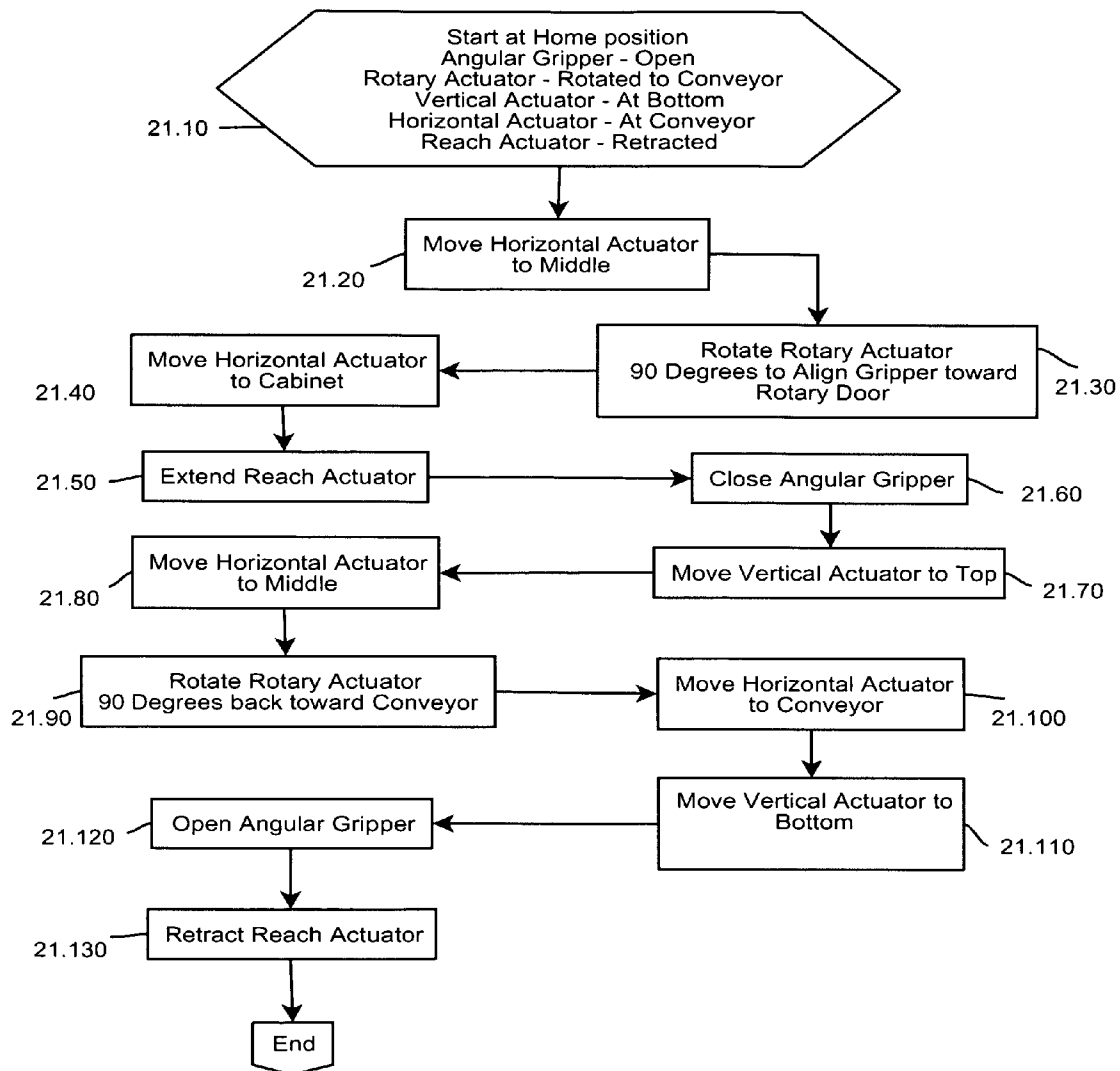 Start at Home position
Angular Gripper - Open
Rotary Actuator - Rotated to Conveyor
Vertical Actuator - At Bottom
Horizontal Actuator - At Conveyor
Reach Actuator - Retracted
21.10
Move Horizontal Actuator
to Middle
21.20
Rotate Rotary Actuator
90 Degrees to Align Gripper toward
Rotary Door
21.30
Move Horizontal Actuator
to Cabinet
21.40
Extend Reach Actuator
21.50
Close Angular Gripper
21.60
Move Vertical Actuator to Top
21.70
Move Horizontal Actuator
to Middle
21.80
Rotate Rotary Actuator
90 Degrees back toward Conveyor
21.90
Move Horizontal Actuator
to Conveyor
21.100
Move Vertical Actuator to
Bottom
21.110
Open Angular Gripper
21.120
Retract Reach Actuator
21.130
End